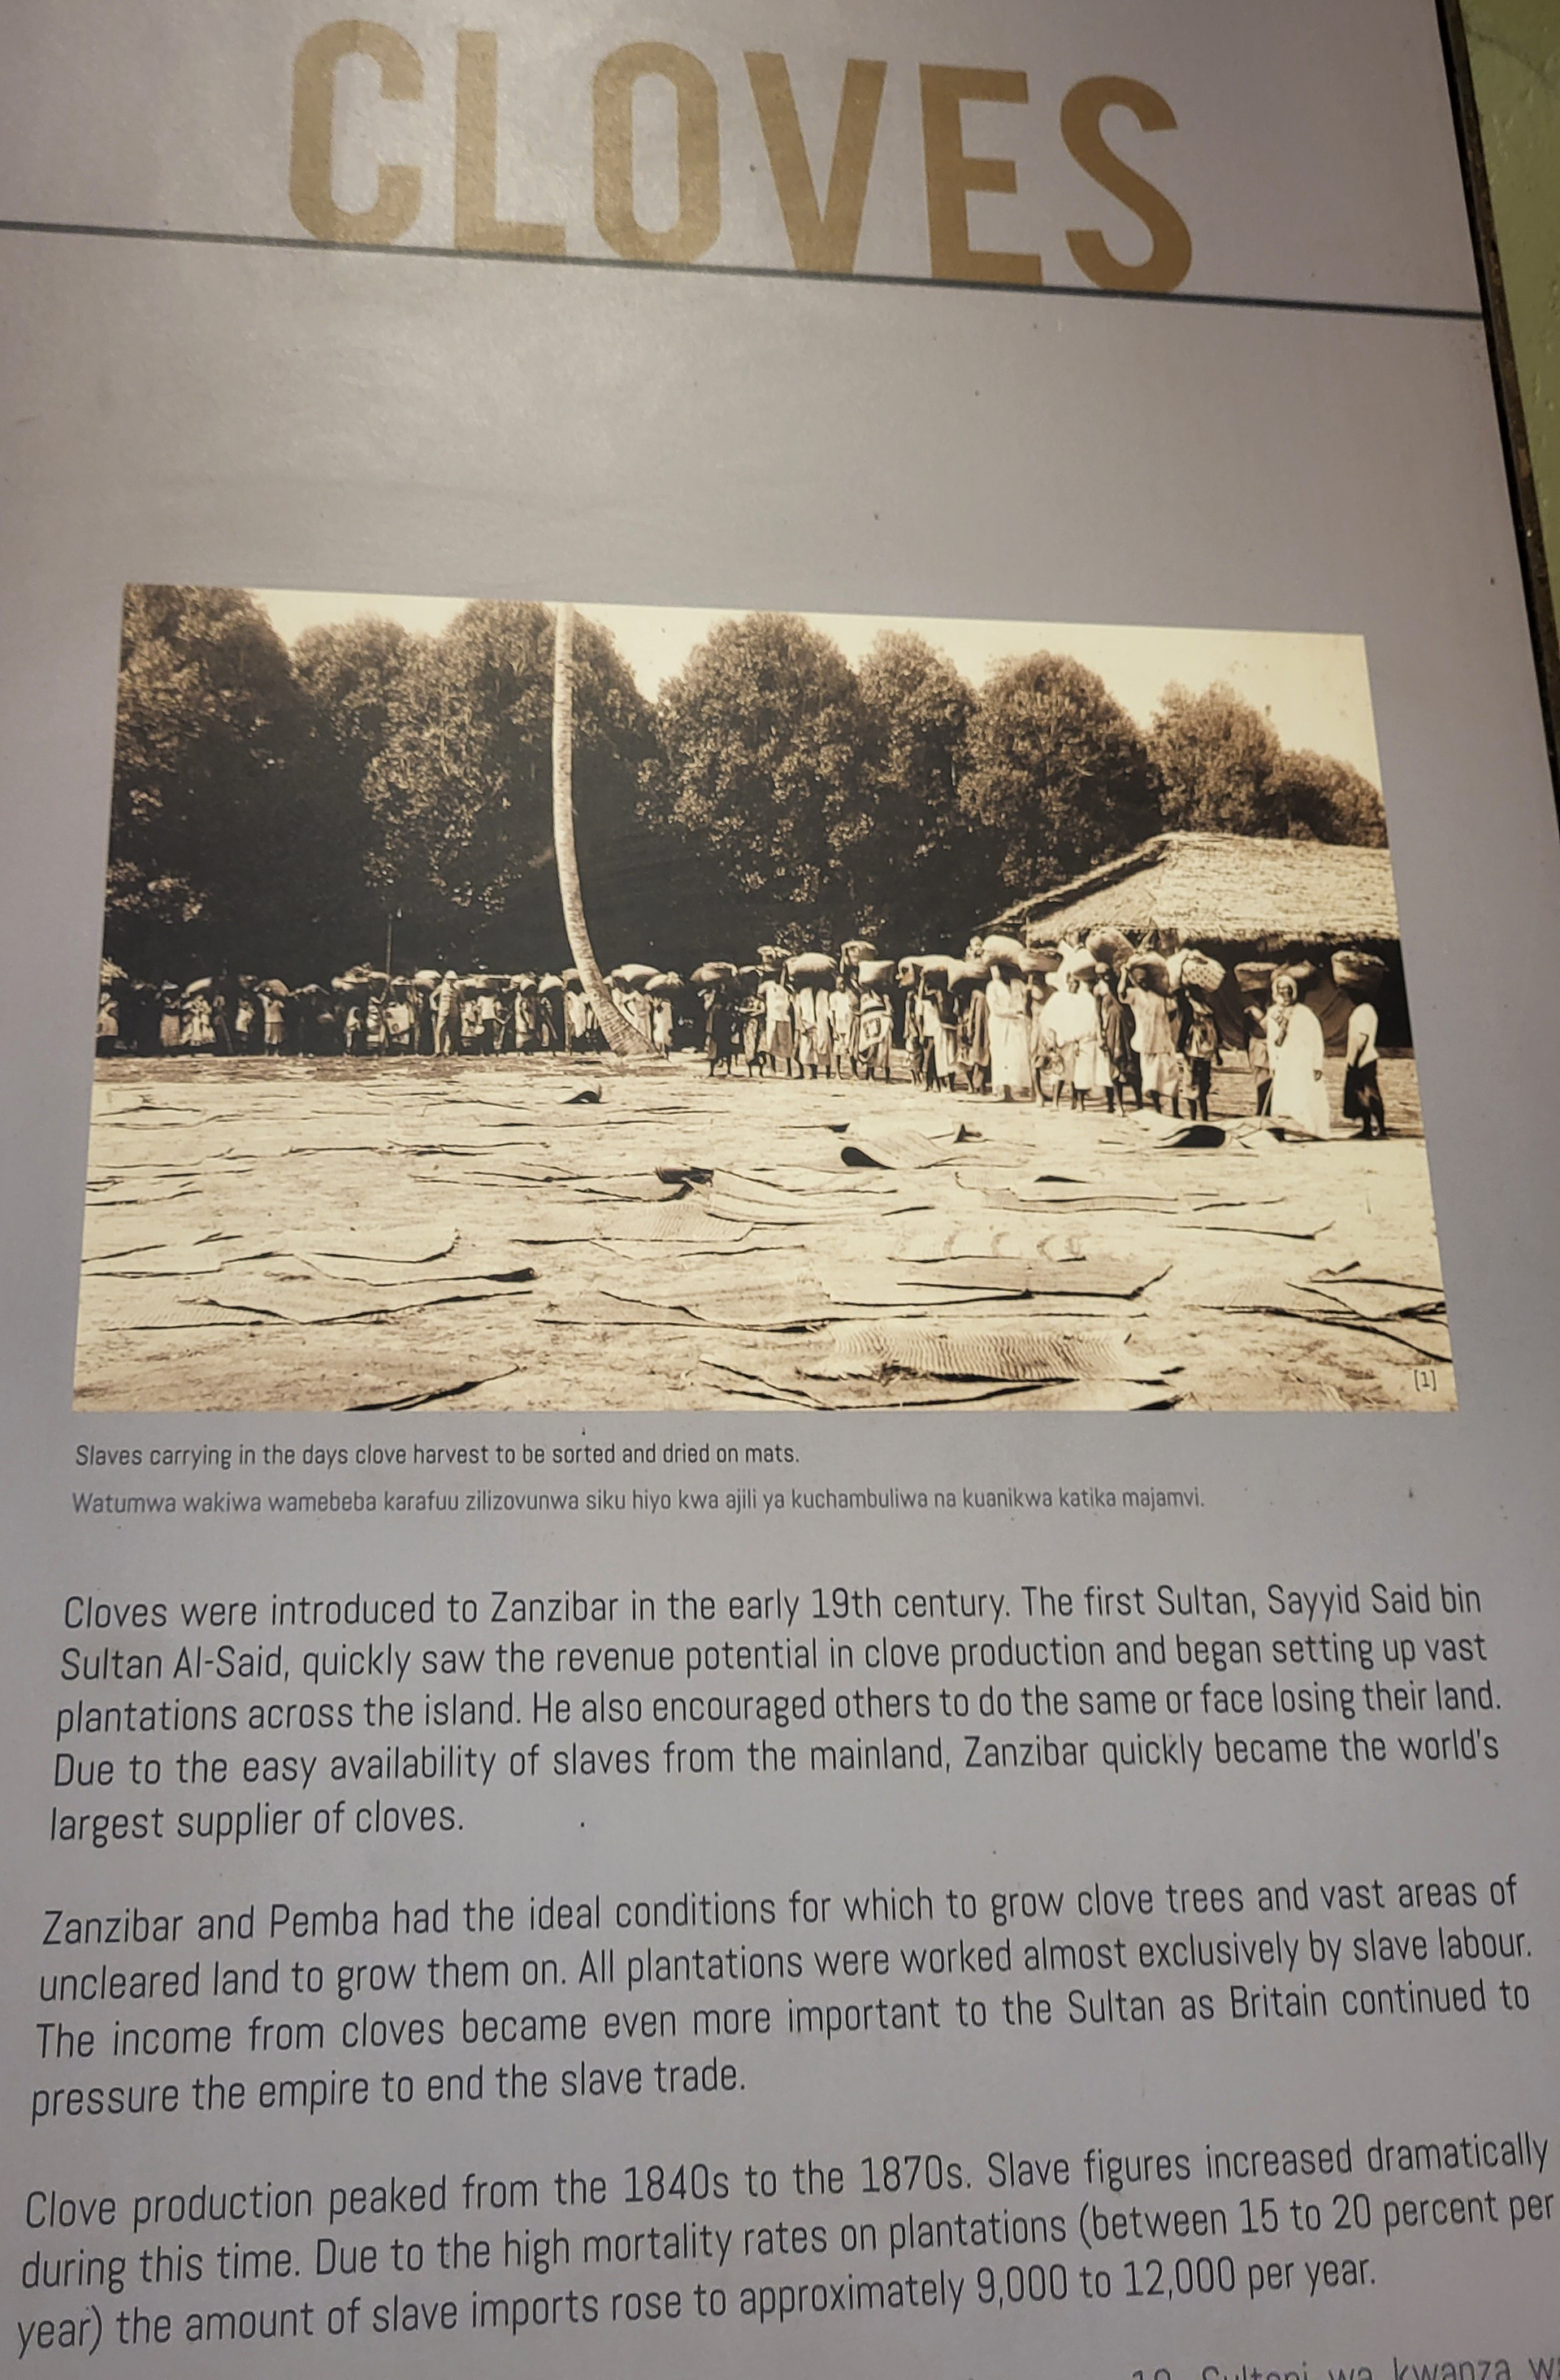 CLOVES
[1]
Slaves carrying in the days clove harvest to be sorted and dried on mats.
Watumwa wakiwa wamebeba karafuu zilizovunwa siku hiyo kwa ajili ya kuchambuliwa na kuanikwa katika majamvi.
Cloves were introduced to Zanzibar in the early 19th century. The first Sultan, Sayyid Said bin
Sultan Al-Said, quickly saw the revenue potential in clove production and began setting up vast
plantations across the island. He also encouraged others to do the same or face losing their land.
Due to the easy availability of slaves from the mainland, Zanzibar quickly became the world's
largest supplier of cloves.
Zanzibar and Pemba had the ideal conditions for which to grow clove trees and vast areas of
uncleared land to grow them on. All plantations were worked almost exclusively by slave labour.
The income from cloves became even more important to the Sultan as Britain continued to
pressure the empire to end the slave trade.
Clove production peaked from the 1840s to the 1870s. Slave figures increased dramatically
during this time. Due to the high mortality rates on plantations (between 15 to 20 percent per
year) the amount of slave imports rose to approximately 9,000 to 12,000 per year.
Sultani wa kwanza